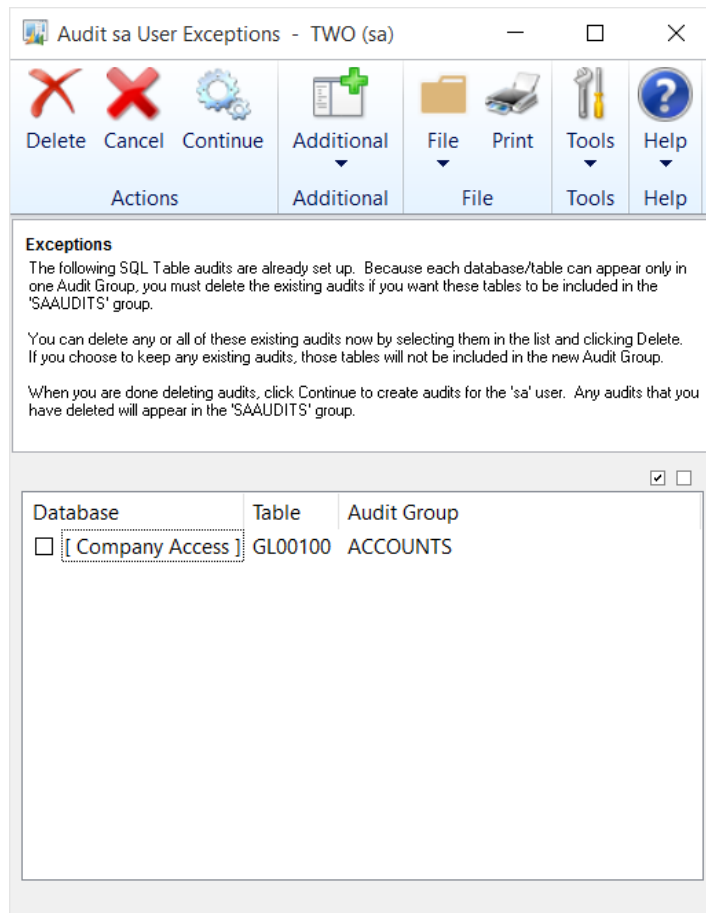 Audit sa User Exceptions - TWO (sa)
Delete Cancel Continue Additional File Print Tools Help
Actions Additional File Tools Help
Exceptions
The following SQL Table audits are already set up. Because each database/table can appear only in
one Audit Group, you must delete the existing audits if you want these tables to be included in the
'SAAUDITS' group.
You can delete any or all of these existing audits now by selecting them in the list and clicking Delete.
If you choose to keep any existing audits, those tables will not be included in the new Audit Group.
When you are done deleting audits, click Continue to create audits for the 'sa' user. Any audits that you
have deleted will appear in the 'SAAUDITS' group.
Database Table Audit Group
[ Company Access ] GL00100 ACCOUNTS